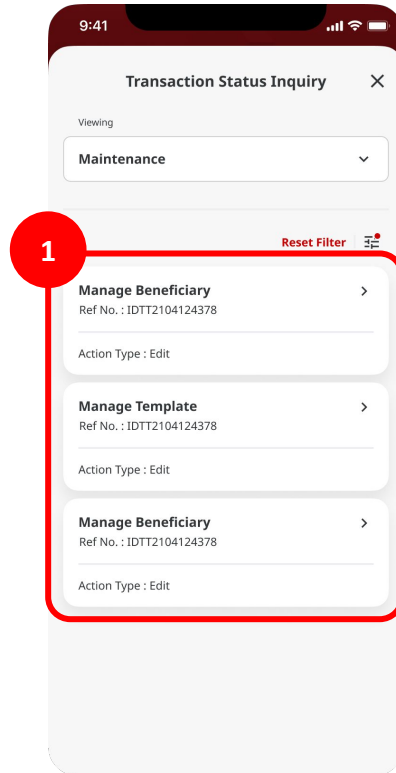 9:41
Transaction Status Inquiry
Viewing
Maintenance
Reset Filter
1
Manage Beneficiary
Ref No. : IDTT2104124378
Action Type : Edit
Manage Template
Ref No. : IDTT2104124378
Action Type : Edit
Manage Beneficiary
Ref No. : IDTT2104124378
Action Type : Edit